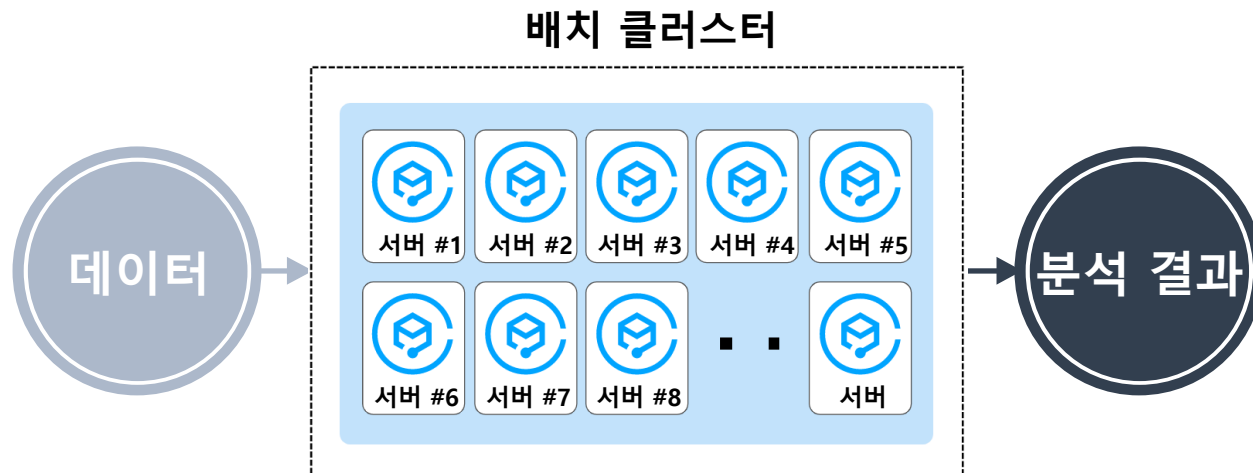 배치 클러스터
데이터
서버 #1
서버 #2
서버 #3
서버 #4
서버 #5
서버 #6
서버 #7
서버 #8
서버
분석 결과